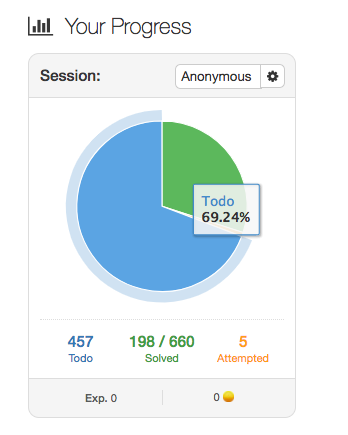 Your Progress
Session: Anonymous
Todo
69.24%
457 198 / 660 5
Todo Solved Attempted
Exp. 0 0